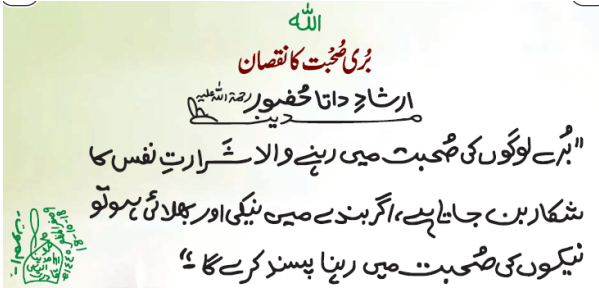 الله
بُری صُحبت کا نقصان
ارشادِ داتا حُضور رحمۃ اللہ علیہ
"بُرے لوگوں کی صُحبت میں رہنے والا شَرارتِ نفس کا
شکار بن جاتا ہے، اگر بندے میں نیکی اور بھلائی ہو تو
نیکوں کی صُحبت میں رہنا پسند کرے گا۔"